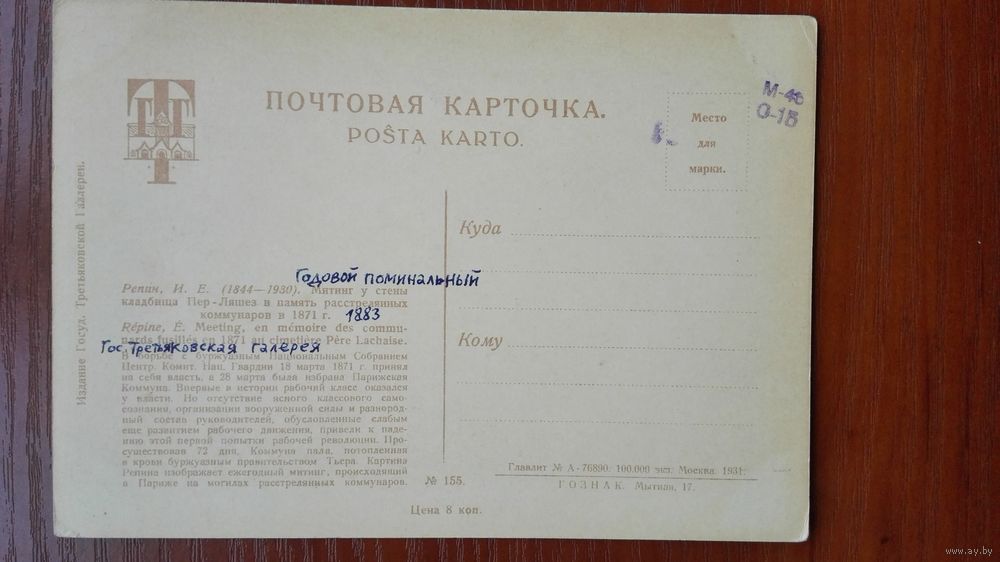 ПОЧТОВАЯ КАРТОЧКА.
POŜTA KARTO.
М-46
О-15
Место
для
марки.
Издание Госуд. Третьяковской Галлереи.
Куда
Кому
Годовой поминальный
Репин, И. Е. (1844—1930). Митинг у стены
кладбища Пер-Ляшез в память расстрелянных
коммунаров в 1871 г. 1883
Répine, É. Meeting, en mémoire des commu-
nards fusillés en 1871 au cimetière Père Lachaise.
Гос. Третьяковская галерея
В борьбе с буржуазным Национальным Собранием
Центр. Комит. Нац. Гвардии 18 марта 1871 г. принял
на себя власть, а 28 марта была избрана Парижская
Коммуна. Впервые в истории рабочий класс оказался
у власти. Но отсутствие ясного классового само-
сознания, организации вооруженной силы и разнород-
ный состав руководителей, обусловленные слабым
еще развитием рабочего движения, привели к паде-
нию этой первой попытки рабочей революции. Про-
существовав 72 дня, Коммуна пала, потопленная
в крови буржуазным правительством Тьера. Картина
Репина изображает ежегодный митинг, происходящий
в Париже на могилах расстрелянных коммунаров.
№ 155.
Цена 8 коп.
Главлит № А-76890. 100.000 экз. Москва. 1931.
ГОЗНАК. Мытная, 17.
www.ay.by